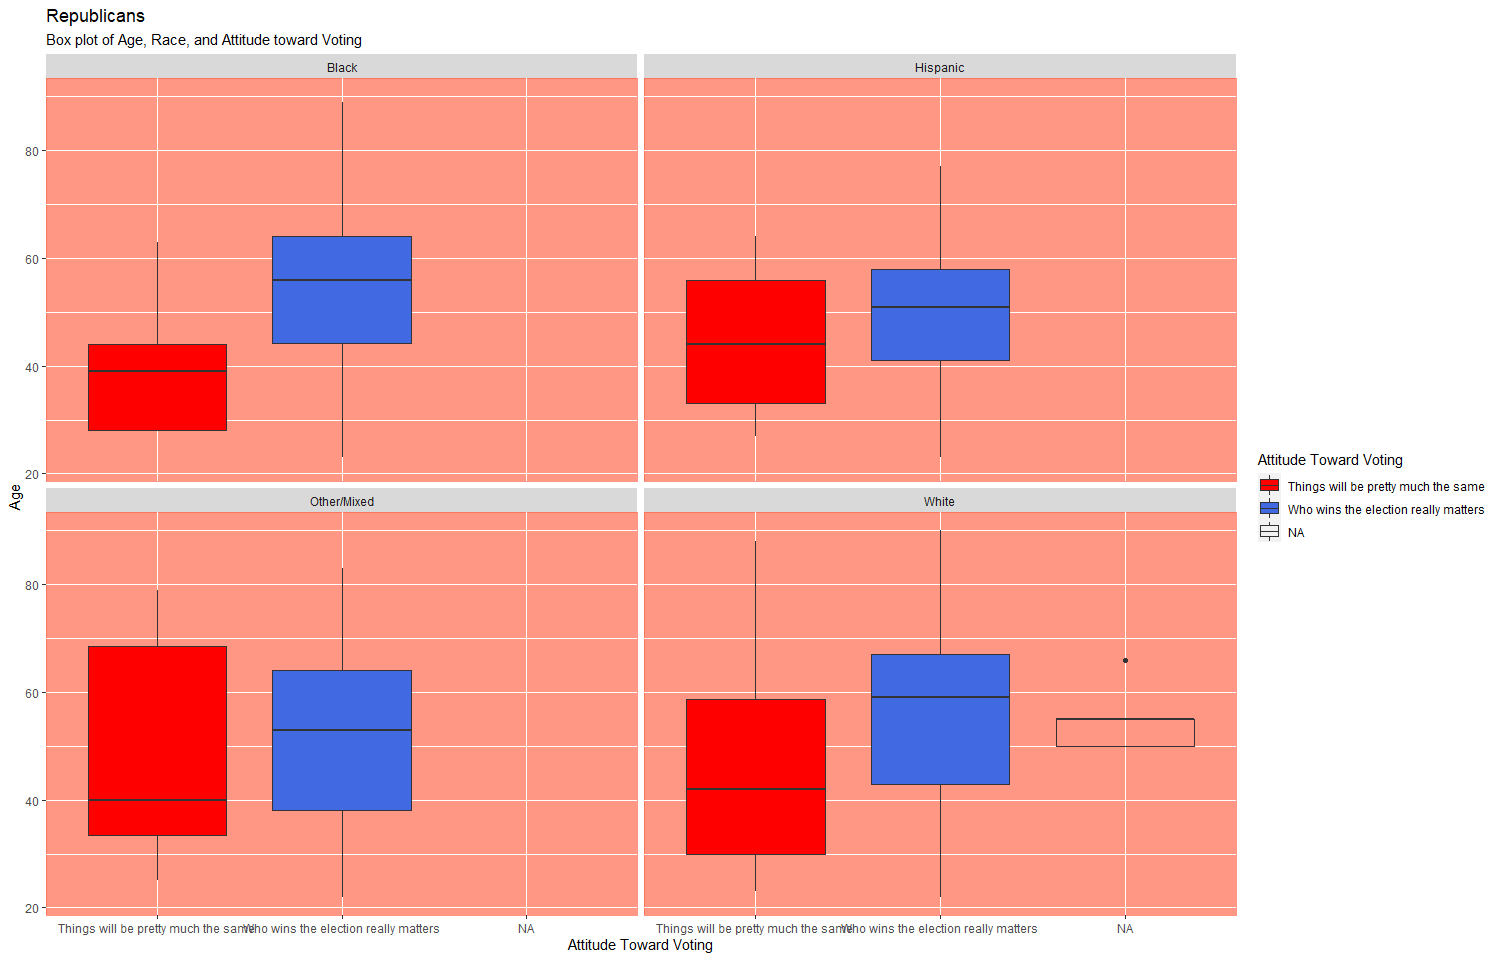 Republicans
Box plot of Age, Race, and Attitude toward Voting
Black
Hispanic
80
60
40
20
Other/Mixed
White
80
60
40
20
Age
Things will be pretty much the same
Who wins the election really matters
NA
Things will be pretty much the same
Who wins the election really matters
NA
Attitude Toward Voting
Attitude Toward Voting
Things will be pretty much the same
Who wins the election really matters
NA